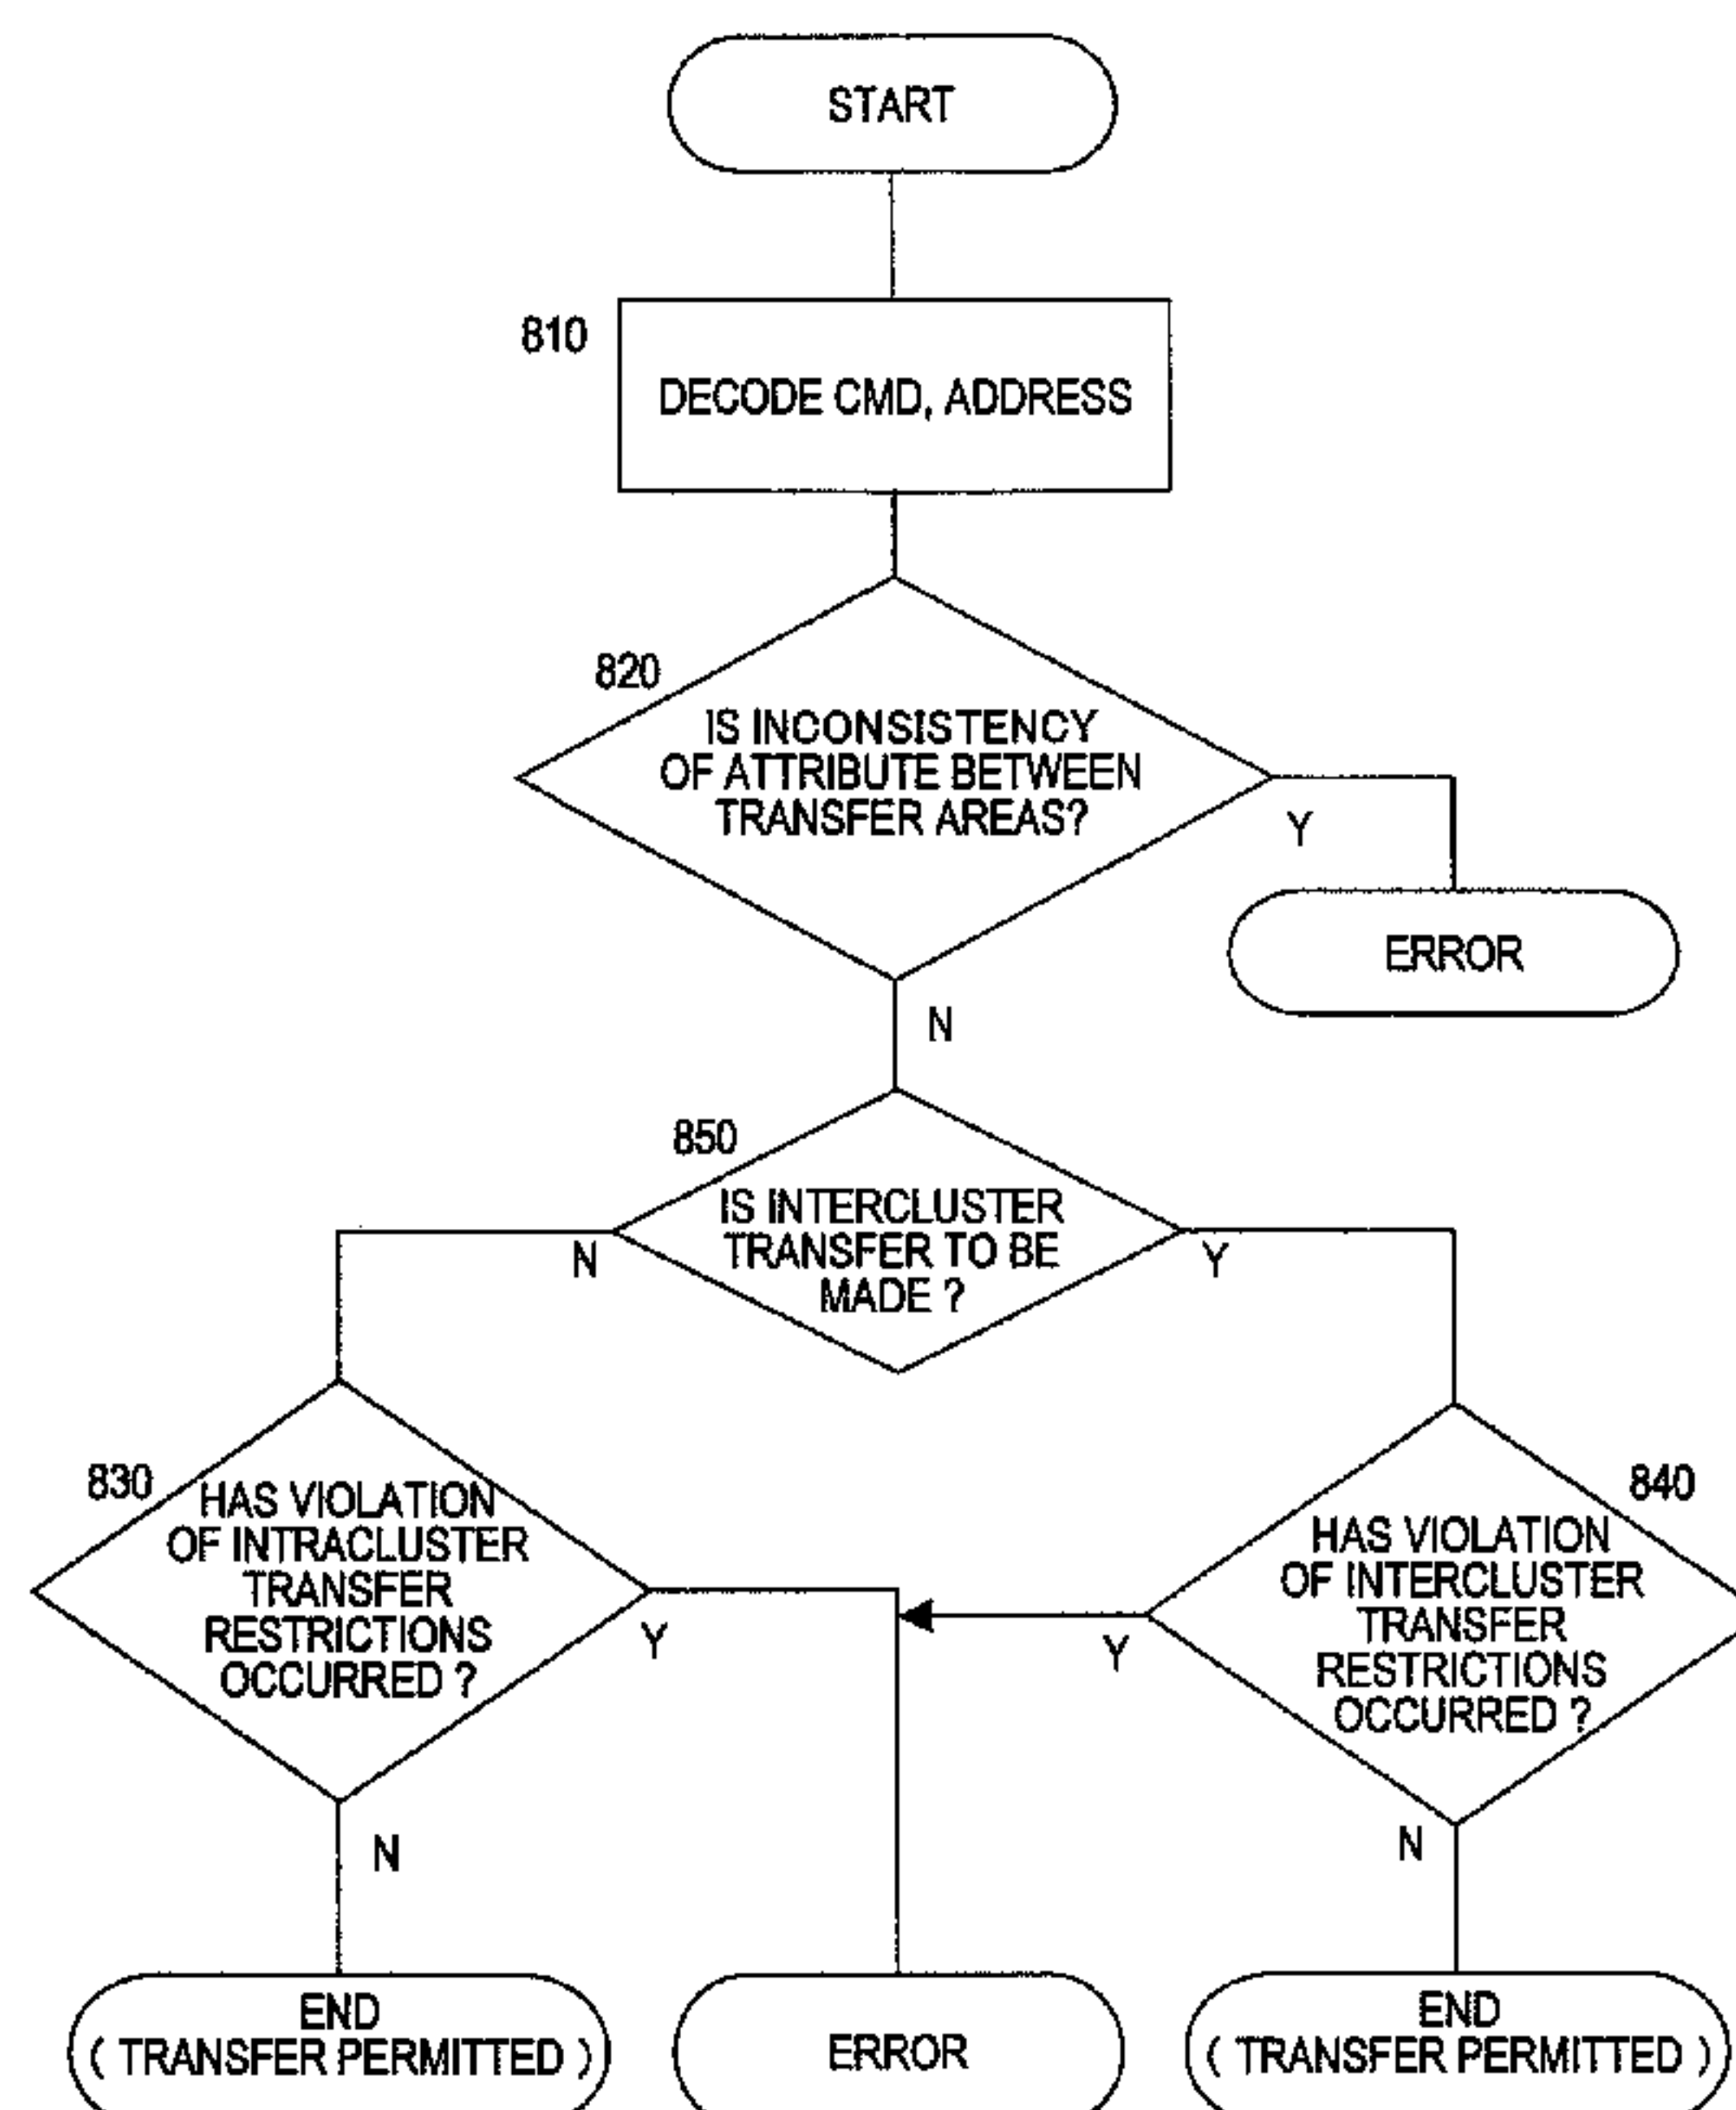 START
810
DECODE CMD, ADDRESS
820
IS INCONSISTENCY
OF ATTRIBUTE BETWEEN
TRANSFER AREAS?
Y
ERROR
N
850
IS INTERCLUSTER
TRANSFER TO BE
MADE ?
N
Y
830
HAS VIOLATION
OF INTRACLUSTER
TRANSFER
RESTRICTIONS
OCCURRED ?
Y
N
840
HAS VIOLATION
OF INTERCLUSTER
TRANSFER
RESTRICTIONS
OCCURRED ?
Y
N
END
( TRANSFER PERMITTED )
ERROR
END
( TRANSFER PERMITTED )